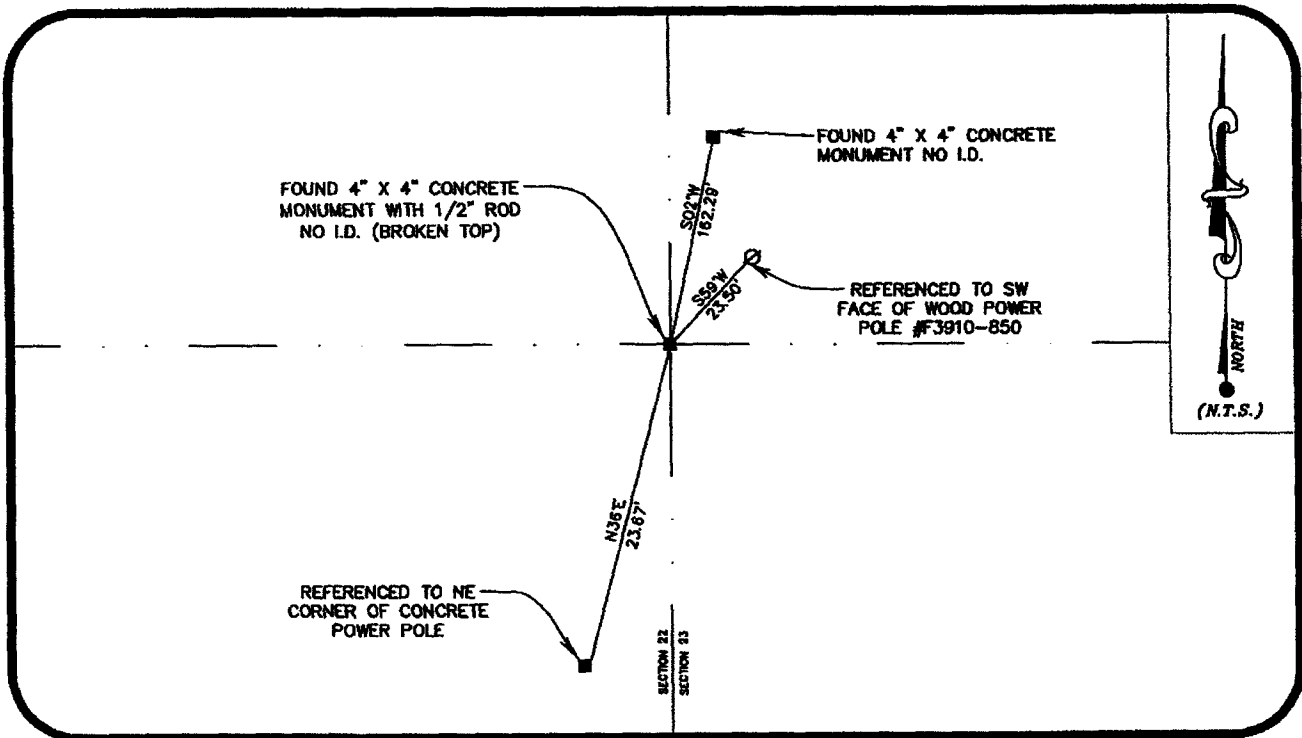 FOUND 4" X 4" CONCRETE
MONUMENT NO I.D.
FOUND 4" X 4" CONCRETE
MONUMENT WITH 1/2" ROD
NO I.D. (BROKEN TOP)
S02°W
162.29'
S59°W
23.50'
REFERENCED TO SW
FACE OF WOOD POWER
POLE #F3910-850
NORTH
(N.T.S.)
N36°E
23.67'
REFERENCED TO NE
CORNER OF CONCRETE
POWER POLE
SECTION 22
SECTION 23